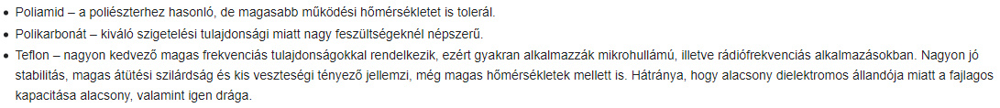 • Poliamid – a poliészterhez hasonló, de magasabb működési hőmérsékletet is tolerál.
• Polikarbonát – kiváló szigetelési tulajdonsági miatt nagy feszültségeknél népszerű.
• Teflon – nagyon kedvező magas frekvenciás tulajdonságokkal rendelkezik, ezért gyakran alkalmazzák mikrohullámú, illetve rádiófrekvenciás alkalmazásokban. Nagyon jó
stabilitás, magas átütési szilárdság és kis veszteségi tényező jellemzi, még magas hőmérsékletek mellett is. Hátránya, hogy alacsony dielektromos állandója miatt a fajlagos
kapacitása alacsony, valamint igen drága.